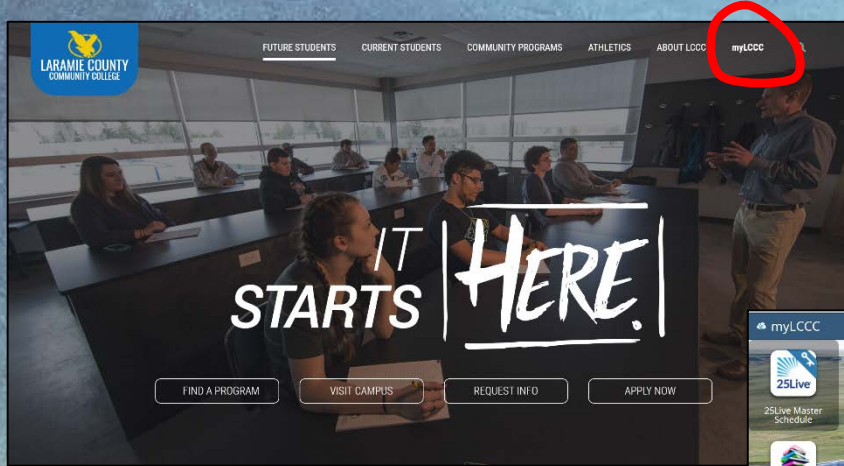 LARAMIE COUNTY
COMMUNITY COLLEGE
FUTURE STUDENTS CURRENT STUDENTS COMMUNITY PROGRAMS ATHLETICS ABOUT LCCC myLCCC
IT
STARTS HERE.
FIND A PROGRAM VISIT CAMPUS REQUEST INFO APPLY NOW
myLCCC
25Live
25Live Master
Schedule